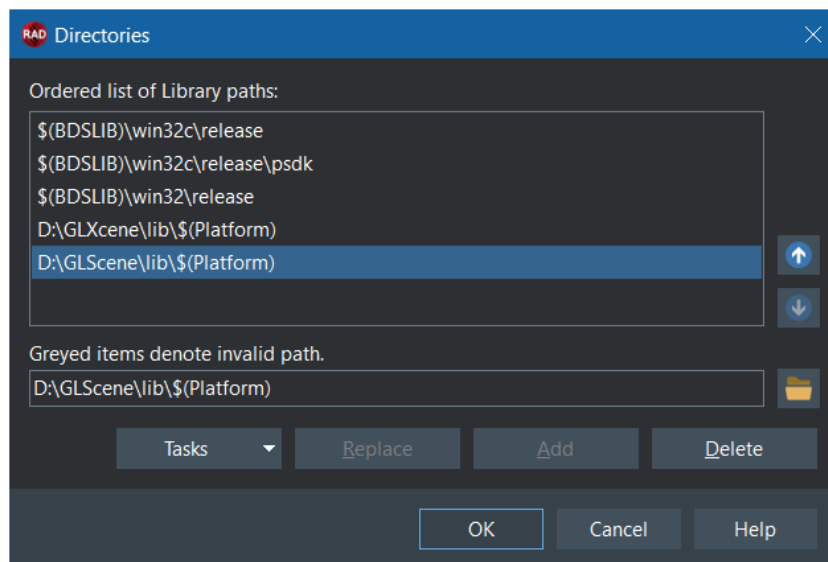 RAD Directories
Ordered list of Library paths:
$(BDSLIB)\win32c\release
$(BDSLIB)\win32c\release\psdk
$(BDSLIB)\win32\release
D:\GLXcene\lib\$(Platform)
D:\GLScene\lib\$(Platform)
Greyed items denote invalid path.
D:\GLScene\lib\$(Platform)
Tasks Replace Add Delete
OK Cancel Help